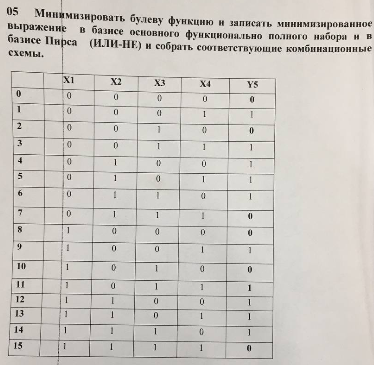 05 Минимизировать булеву функцию и записать минимизированное
выражение в базисе основного функционально полного набора и в
базисе Пирса (ИЛИ-НЕ) и собрать соответствующие комбинационные
схемы.
X1 X2 X3 X4 Y5
0 0 0 0 0 0
1 0 0 0 1 1
2 0 0 1 0 0
3 0 0 1 1 1
4 0 1 0 0 1
5 0 1 0 1 1
6 0 1 1 0 1
7 0 1 1 1 0
8 1 0 0 0 0
9 1 0 0 1 1
10 1 0 1 0 0
11 1 0 1 1 1
12 1 1 0 0 1
13 1 1 0 1 1
14 1 1 1 0 1
15 1 1 1 1 0